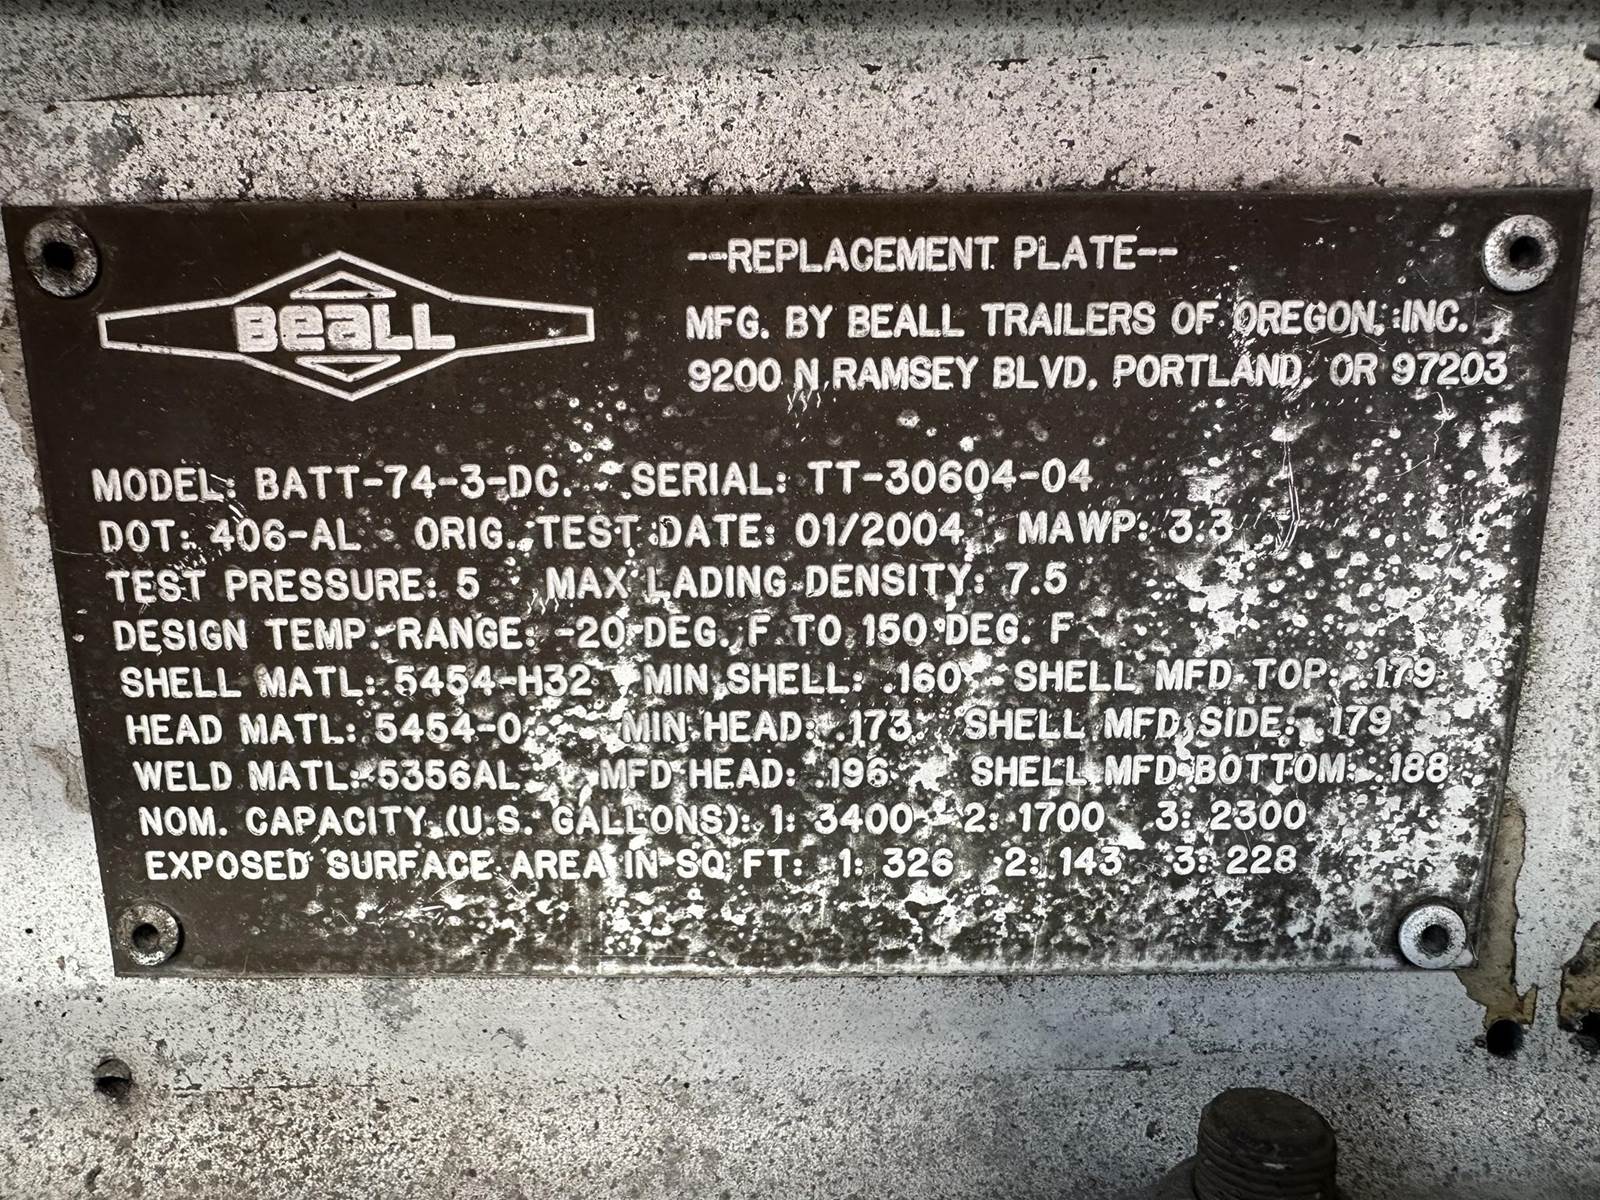 BEALL
--REPLACEMENT PLATE--
MFG. BY BEALL TRAILERS OF OREGON, INC.
9200 N RAMSEY BLVD, PORTLAND, OR 97203
MODEL: BATT-74-3-DC. SERIAL: TT-30604-04
DOT: 406-AL ORIG. TEST DATE: 01/2004 MAWP: 3.3
TEST PRESSURE: 5 MAX LADING DENSITY: 7.5
DESIGN TEMP. RANGE: -20 DEG. F TO 150 DEG. F
SHELL MATL: 5454-H32 MIN SHELL: .160 SHELL MFD TOP: .179
HEAD MATL: 5454-0 MIN HEAD: .173 SHELL MFD SIDE: .179
WELD MATL: 5356AL MFD HEAD: .196 SHELL MFD BOTTOM: .188
NOM. CAPACITY (U.S. GALLONS): 1: 3400 2: 1700 3: 2300
EXPOSED SURFACE AREA IN SQ FT: 1: 326 2: 143 3: 228